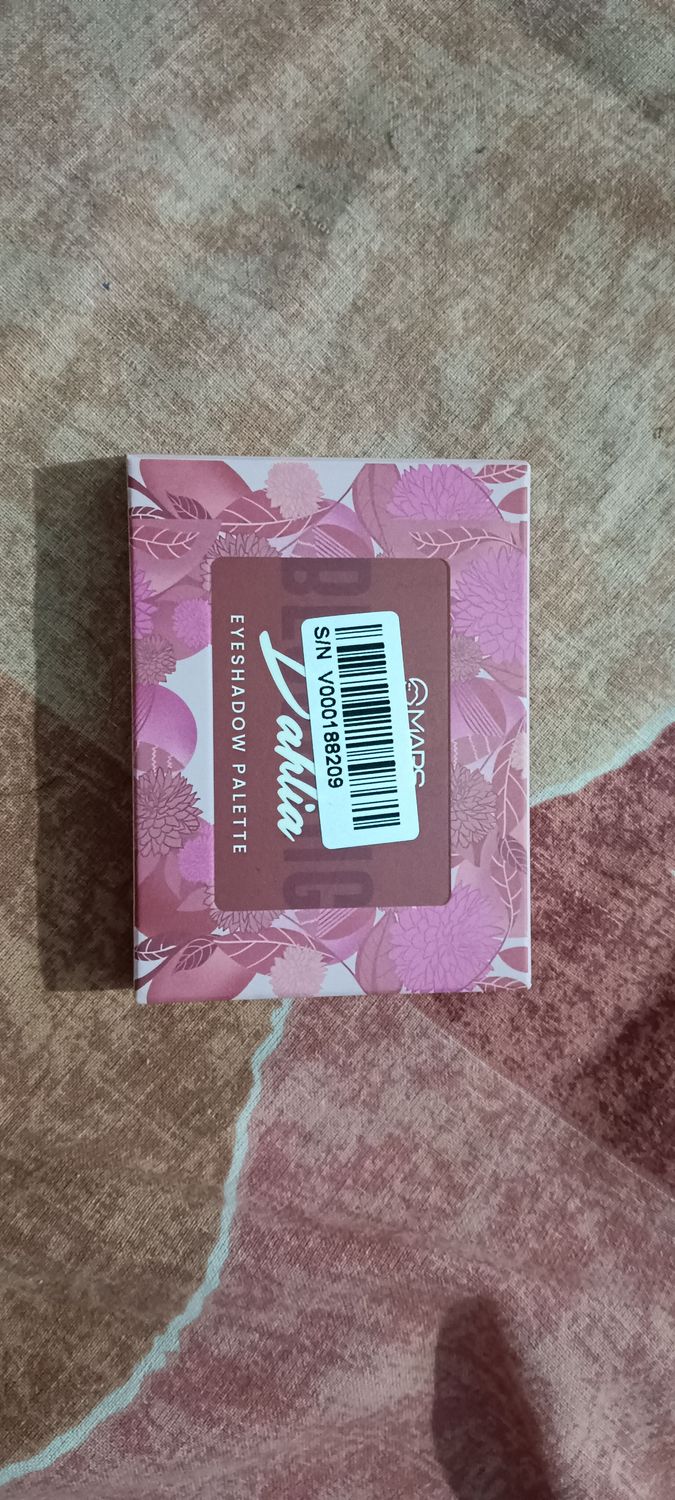 MARS
Dahlia
EYESHADOW PALETTE
S/N V000188209